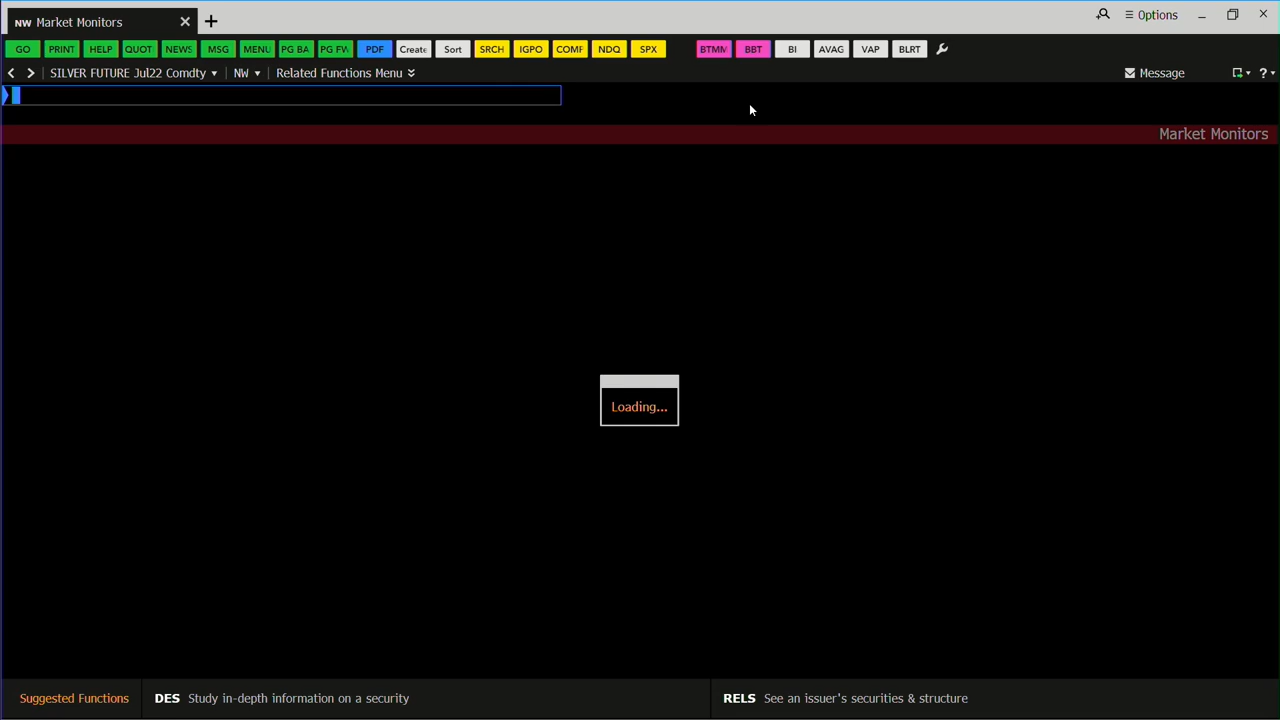 NW Market Monitors
Options
GO PRINT HELP QUOT NEWS MSG MENU PG BA PG FW PDF Create Sort SRCH IGPO COMF NDQ SPX BTMM BBT BI AVAG VAP BLRT
SILVER FUTURE Jul22 Comdty NW Related Functions Menu Message ?
Market Monitors
Loading...
Suggested Functions DES Study in-depth information on a security RELS See an issuer's securities & structure